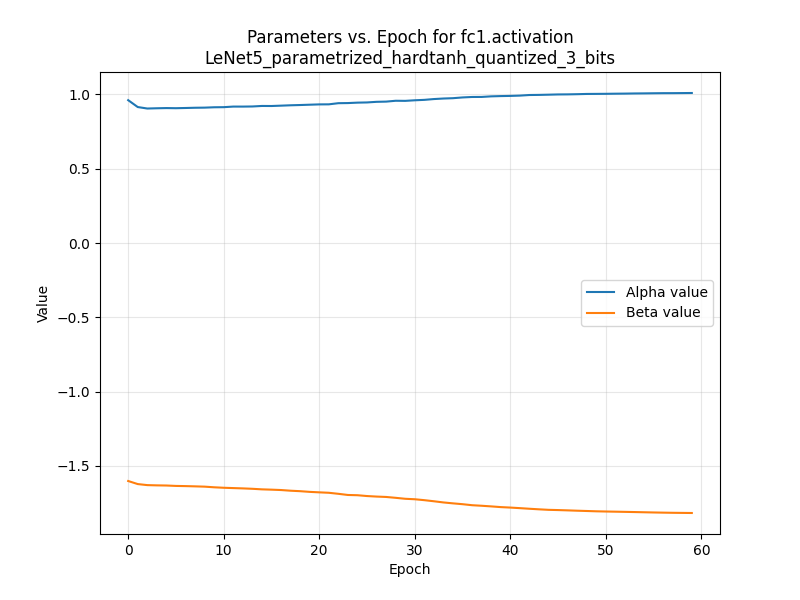 Parameters vs. Epoch for fc1.activation
LeNet5_parametrized_hardtanh_quantized_3_bits
1.0
0.5
0.0
−0.5
−1.0
−1.5
Value
Alpha value
Beta value
0 10 20 30 40 50 60
Epoch